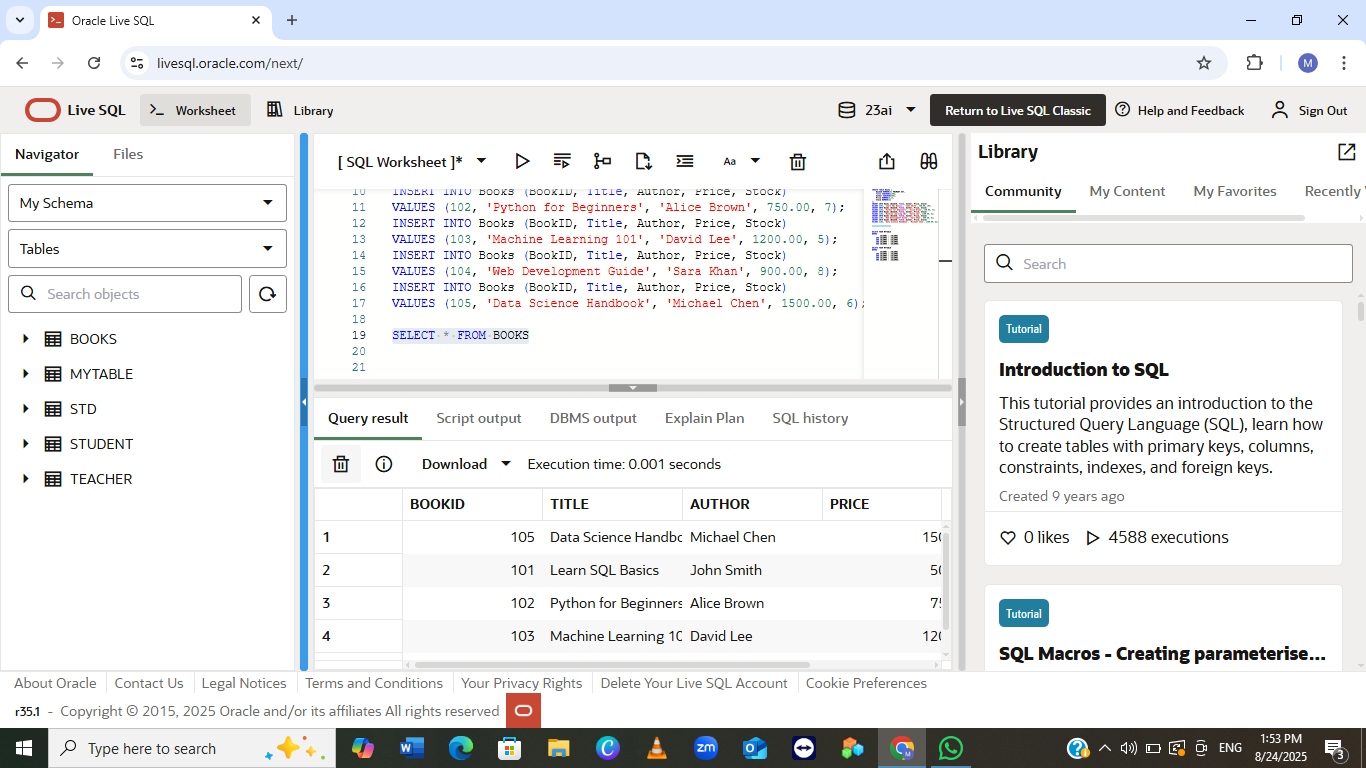 Oracle Live SQL
livesql.oracle.com/next/
M
Live SQL
Worksheet
Library
23ai
Return to Live SQL Classic
Help and Feedback
Sign Out
Navigator
Files
My Schema
Tables
Search objects
BOOKS
MYTABLE
STD
STUDENT
TEACHER
[ SQL Worksheet ]*
Aa
10 INSERT INTO Books (BookID, Title, Author, Price, Stock)
11 VALUES (102, 'Python for Beginners', 'Alice Brown', 750.00, 7);
12 INSERT INTO Books (BookID, Title, Author, Price, Stock)
13 VALUES (103, 'Machine Learning 101', 'David Lee', 1200.00, 5);
14 INSERT INTO Books (BookID, Title, Author, Price, Stock)
15 VALUES (104, 'Web Development Guide', 'Sara Khan', 900.00, 8);
16 INSERT INTO Books (BookID, Title, Author, Price, Stock)
17 VALUES (105, 'Data Science Handbook', 'Michael Chen', 1500.00, 6);
18
19 SELECT * FROM BOOKS
20
21
Query result Script output DBMS output Explain Plan SQL history
Download Execution time: 0.001 seconds
BOOKID TITLE AUTHOR PRICE
1 105 Data Science Handbo Michael Chen 150
2 101 Learn SQL Basics John Smith 50
3 102 Python for Beginners Alice Brown 75
4 103 Machine Learning 10 David Lee 120
Library
Community My Content My Favorites Recently
Search
Tutorial
Introduction to SQL
This tutorial provides an introduction to the
Structured Query Language (SQL), learn how
to create tables with primary keys, columns,
constraints, indexes, and foreign keys.
Created 9 years ago
0 likes 4588 executions
Tutorial
SQL Macros - Creating parameterise...
About Oracle Contact Us Legal Notices Terms and Conditions Your Privacy Rights Delete Your Live SQL Account Cookie Preferences
r35.1 - Copyright © 2015, 2025 Oracle and/or its affiliates All rights reserved
Type here to search
zm
ENG
1:53 PM
8/24/2025
3